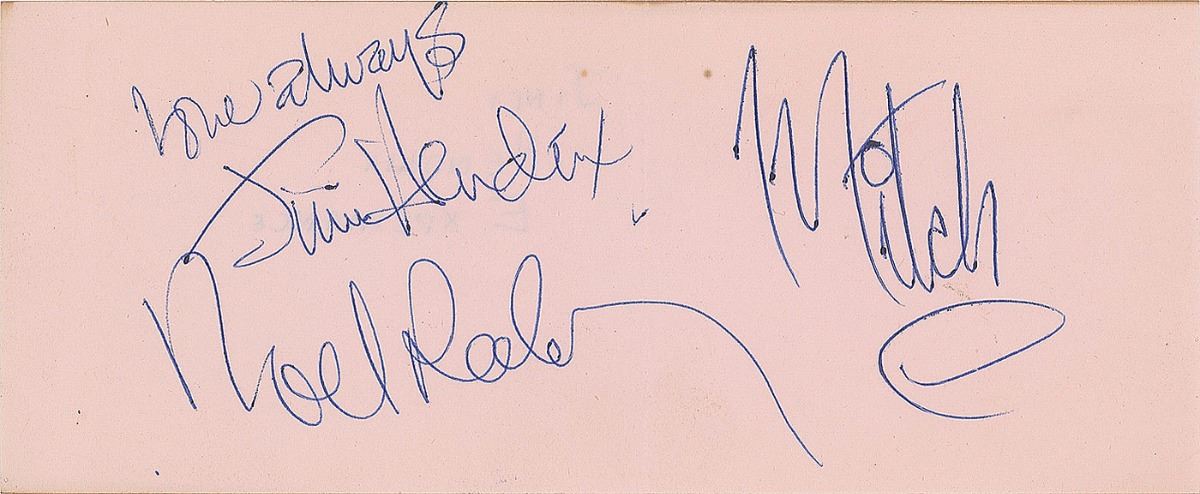 love always
Jimi Hendrix
Noel Redding
Mitch